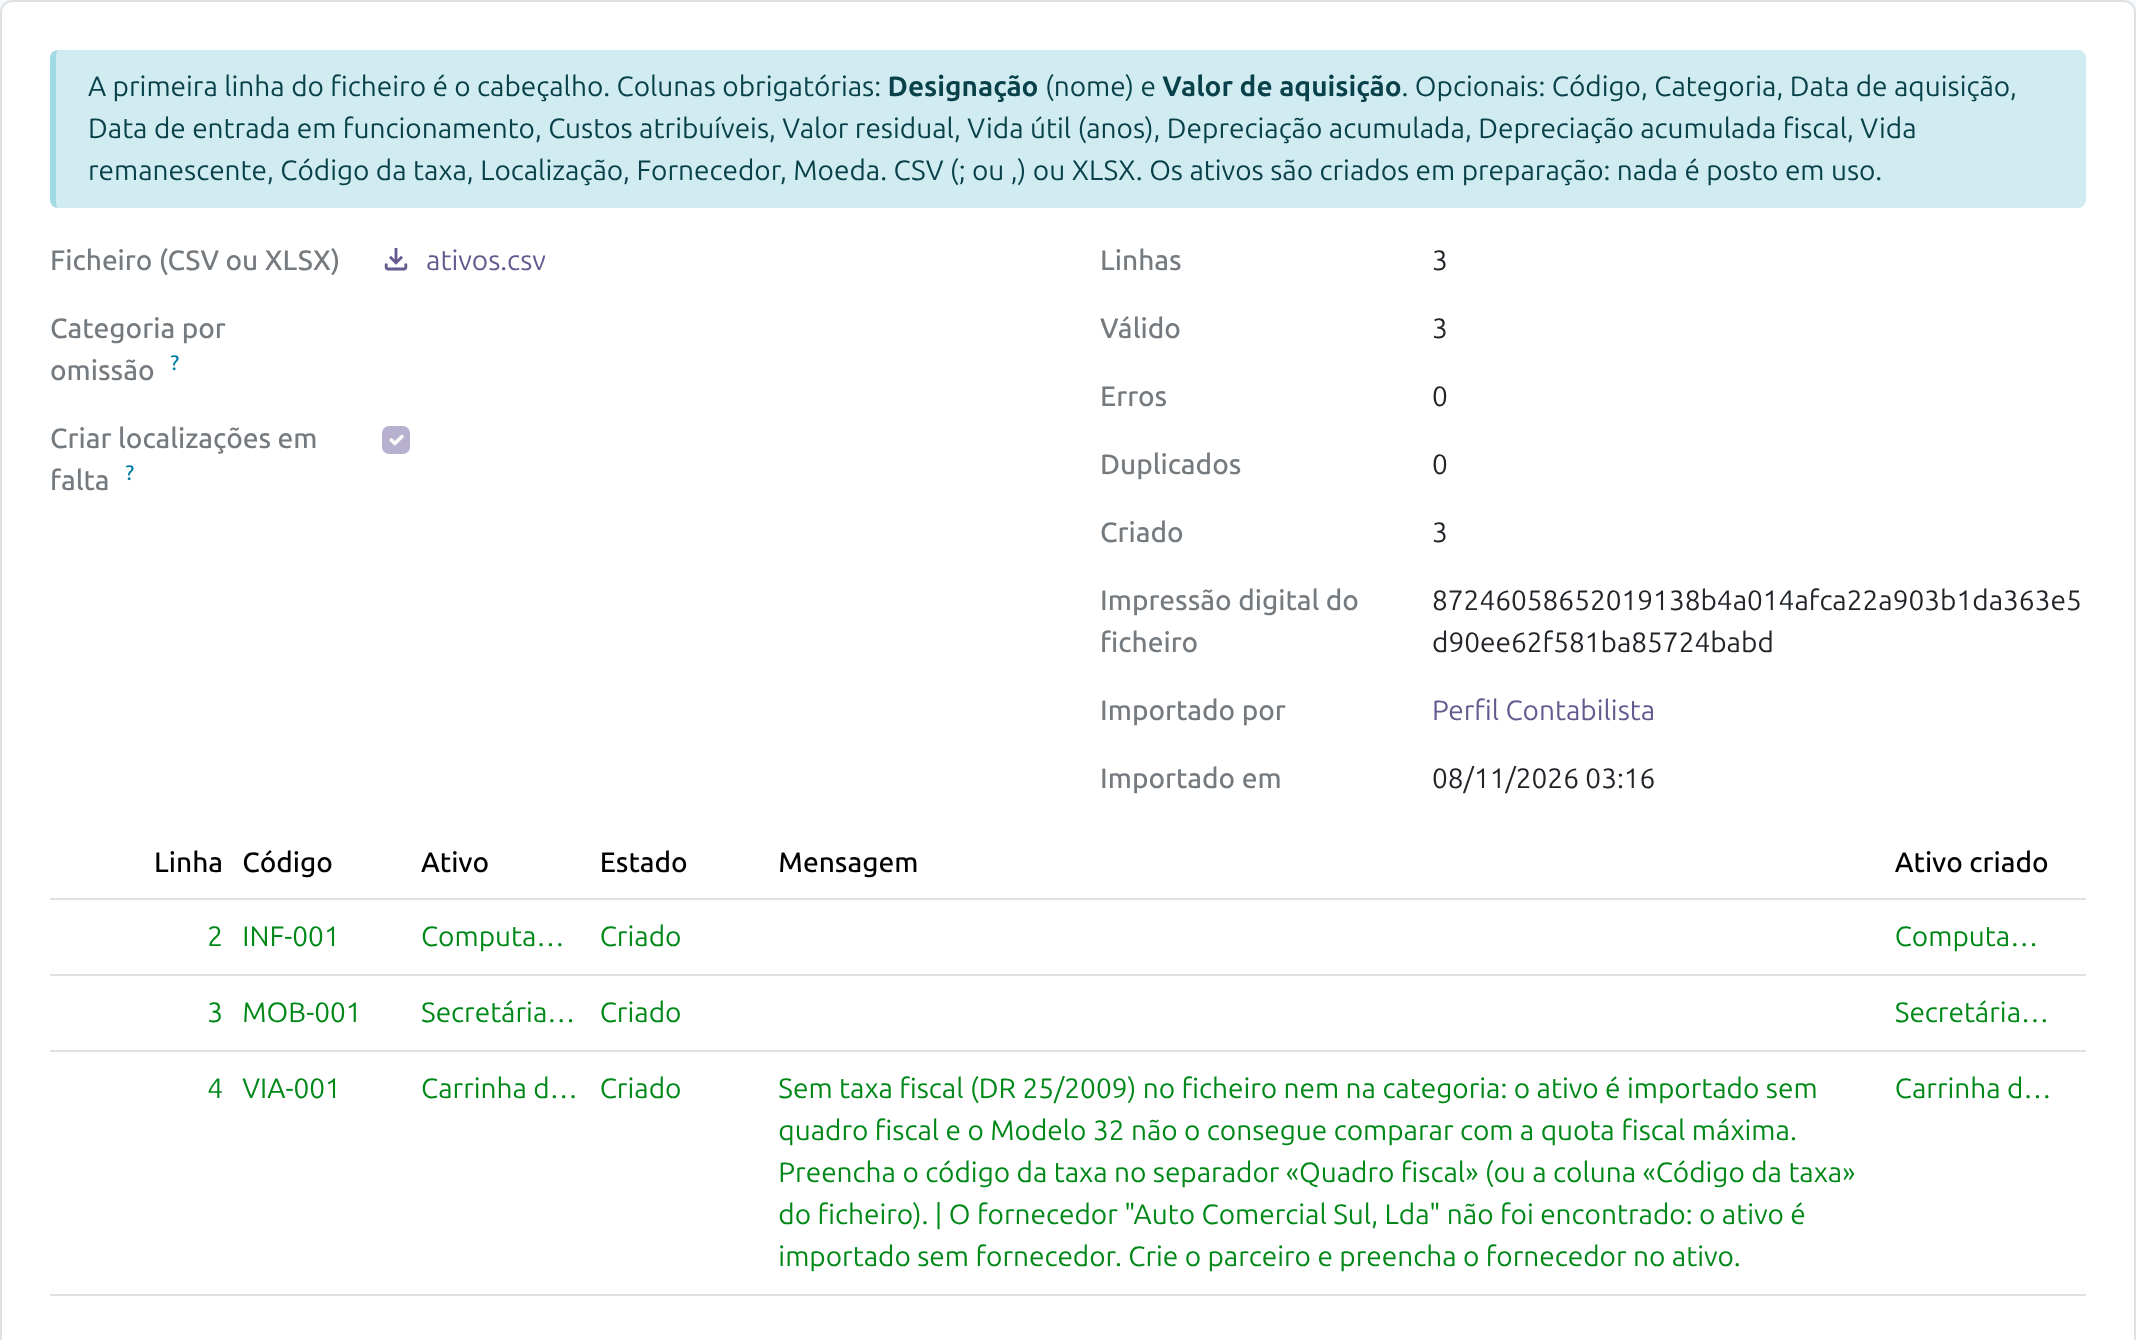 A primeira linha do ficheiro é o cabeçalho. Colunas obrigatórias: Designação (nome) e Valor de aquisição. Opcionais: Código, Categoria, Data de aquisição,
Data de entrada em funcionamento, Custos atribuíveis, Valor residual, Vida útil (anos), Depreciação acumulada, Depreciação acumulada fiscal, Vida
remanescente, Código da taxa, Localização, Fornecedor, Moeda. CSV (; ou ,) ou XLSX. Os ativos são criados em preparação: nada é posto em uso.
Ficheiro (CSV ou XLSX) ativos.csv
Categoria por
omissão ?
Criar localizações em
falta ?
Linhas 3
Válido 3
Erros 0
Duplicados 0
Criado 3
Impressão digital do
ficheiro
87246058652019138b4a014afca22a903b1da363e5
d90ee62f581ba85724babd
Importado por Perfil Contabilista
Importado em 08/11/2026 03:16
Linha Código Ativo Estado Mensagem Ativo criado
2 INF-001 Computa... Criado Computa...
3 MOB-001 Secretária... Criado Secretária...
4 VIA-001 Carrinha d... Criado Sem taxa fiscal (DR 25/2009) no ficheiro nem na categoria: o ativo é importado sem Carrinha d...
quadro fiscal e o Modelo 32 não o consegue comparar com a quota fiscal máxima.
Preencha o código da taxa no separador «Quadro fiscal» (ou a coluna «Código da taxa»
do ficheiro). | O fornecedor "Auto Comercial Sul, Lda" não foi encontrado: o ativo é
importado sem fornecedor. Crie o parceiro e preencha o fornecedor no ativo.